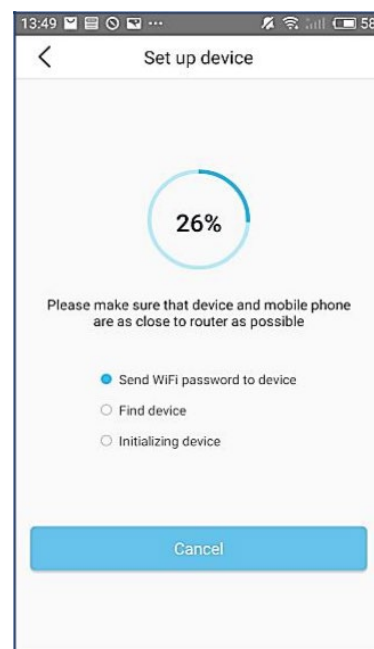 13:49 ... 58
Set up device
26%
Please make sure that device and mobile phone
are as close to router as possible
Send WiFi password to device
Find device
Initializing device
Cancel